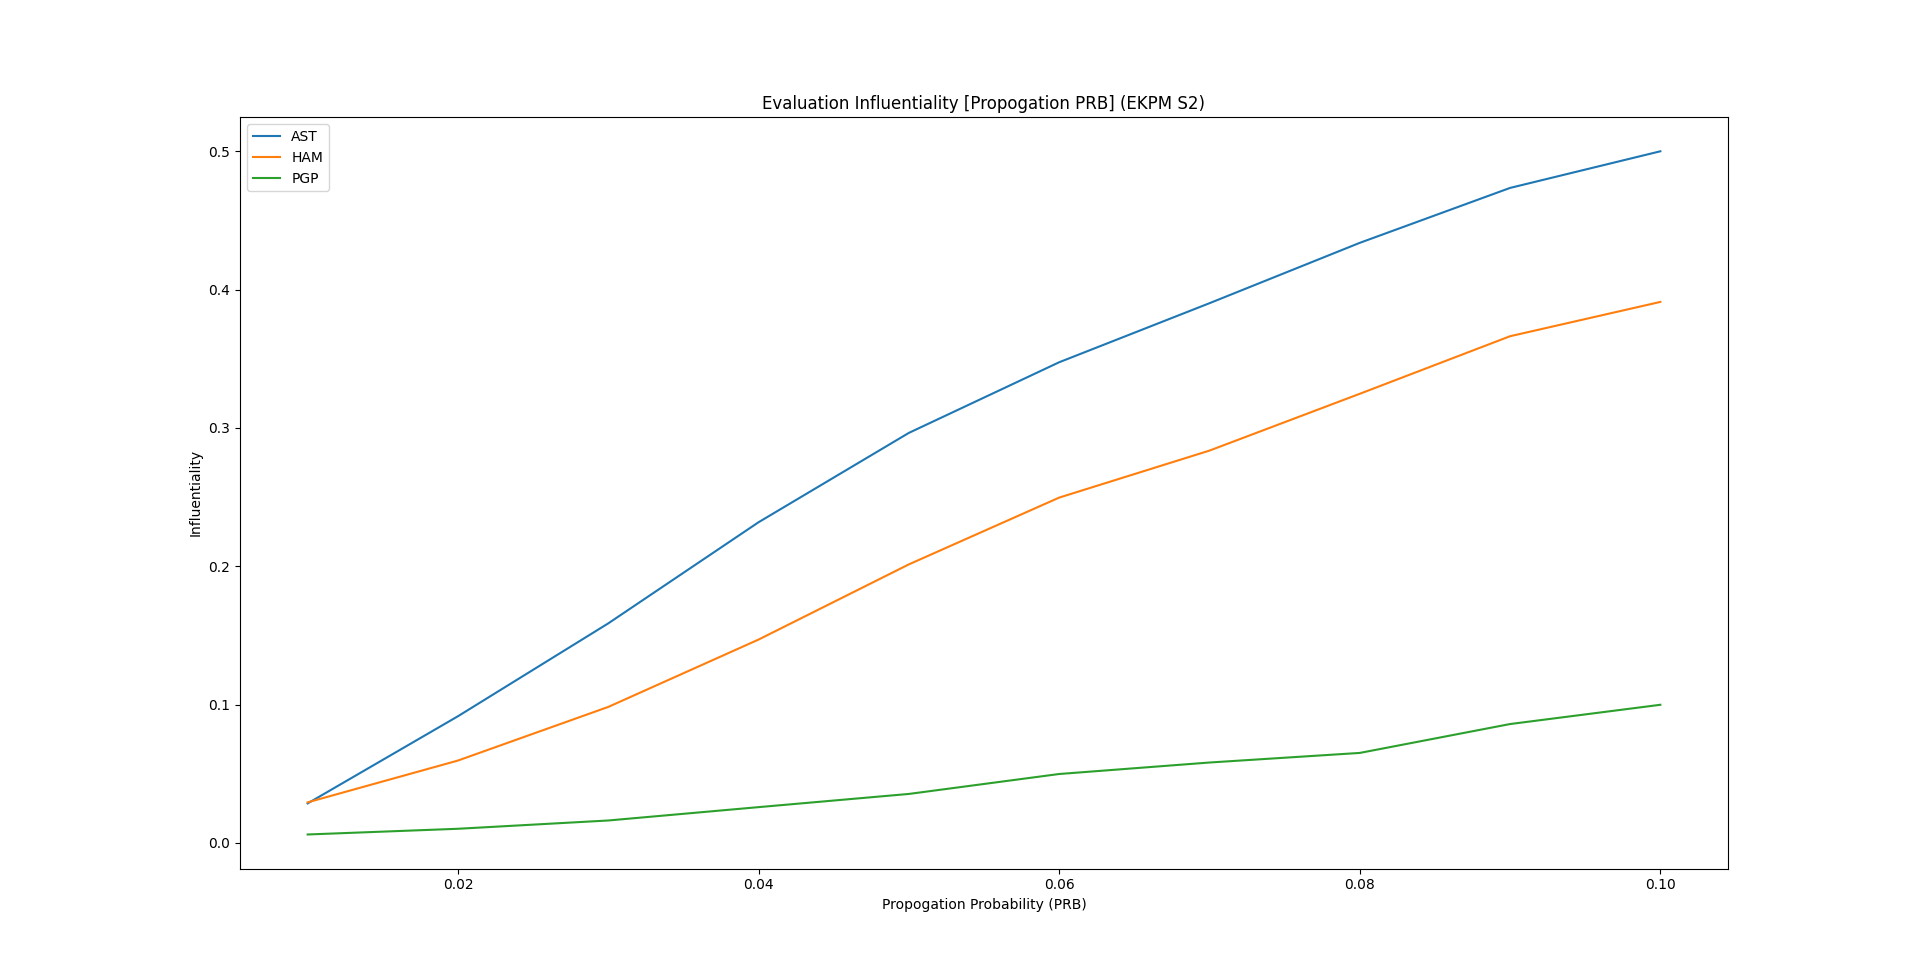 Evaluation Influentiality [Propogation PRB] (EKPM S2)
AST
HAM
PGP
0.5
0.4
0.3
0.2
0.1
0.0
Influentiality
0.02 0.04 0.06 0.08 0.10
Propogation Probability (PRB)